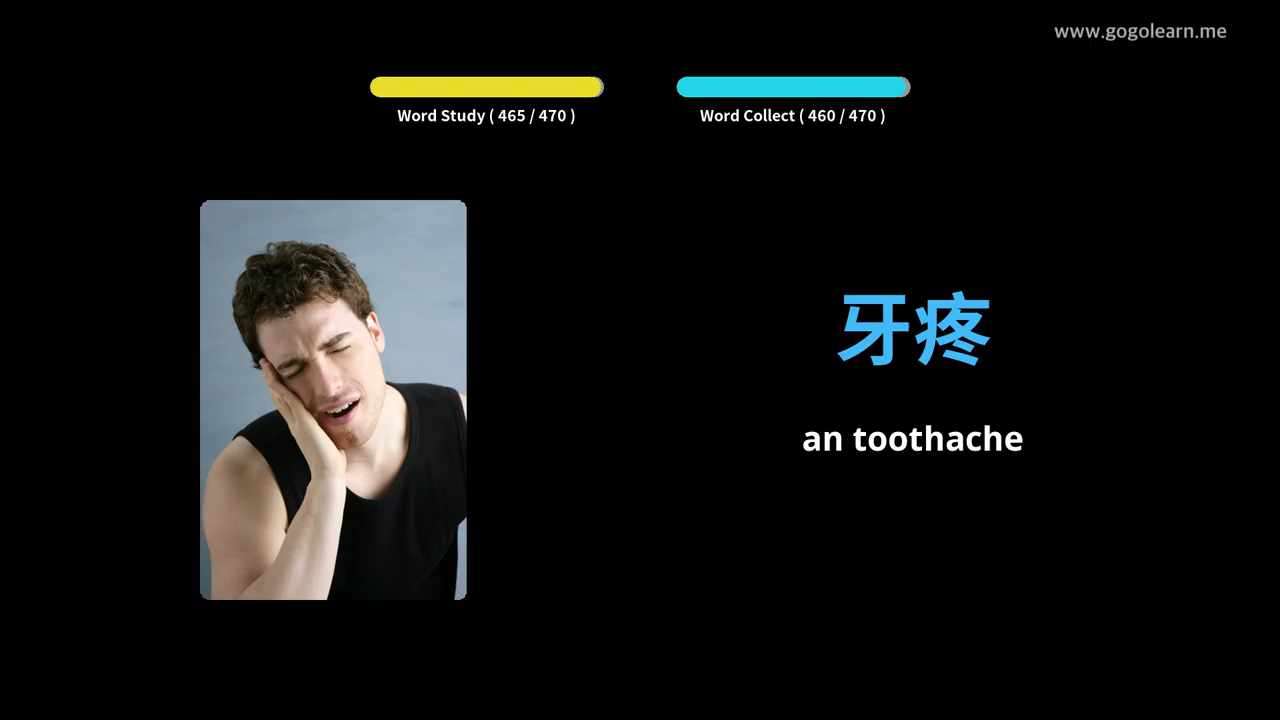 www.gogolearn.me
Word Study ( 465 / 470 )
Word Collect ( 460 / 470 )
牙疼
an toothache